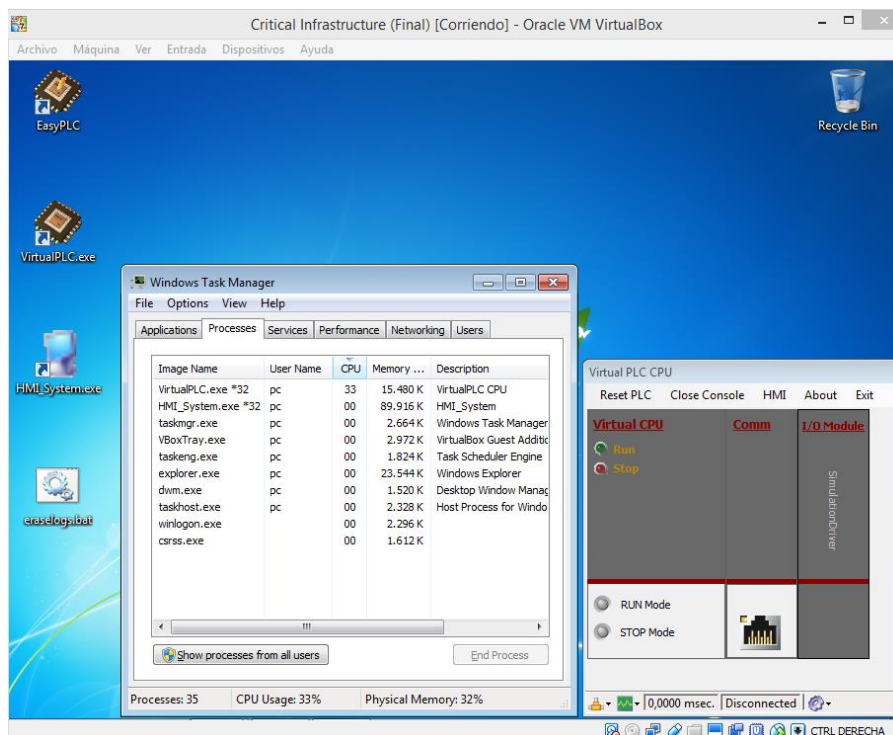 Critical Infrastructure (Final) [Corriendo] - Oracle VM VirtualBox
Archivo Máquina Ver Entrada Dispositivos Ayuda
EasyPLC
Recycle Bin
VirtualPLC.exe
HMI_System.exe
eraselogs.bat
Windows Task Manager
File Options View Help
Applications Processes Services Performance Networking Users
Image Name User Name CPU Memory ... Description
VirtualPLC.exe *32 pc 33 15.480 K VirtualPLC CPU
HMI_System.exe *32 pc 00 89.916 K HMI_System
taskmgr.exe pc 00 2.664 K Windows Task Manager
VBoxTray.exe pc 00 2.972 K VirtualBox Guest Additic
taskeng.exe pc 00 1.824 K Task Scheduler Engine
explorer.exe pc 00 23.544 K Windows Explorer
dwm.exe pc 00 1.520 K Desktop Window Manag
taskhost.exe pc 00 2.328 K Host Process for Windo
winlogon.exe 00 2.296 K
csrss.exe 00 1.612 K
Show processes from all users End Process
Processes: 35 CPU Usage: 33% Physical Memory: 32%
Virtual PLC CPU
Reset PLC Close Console HMI About Exit
Virtual CPU Comm I/O Module
Run
Stop
SimulationDriver
RUN Mode
STOP Mode
0,0000 msec. Disconnected
CTRL DERECHA